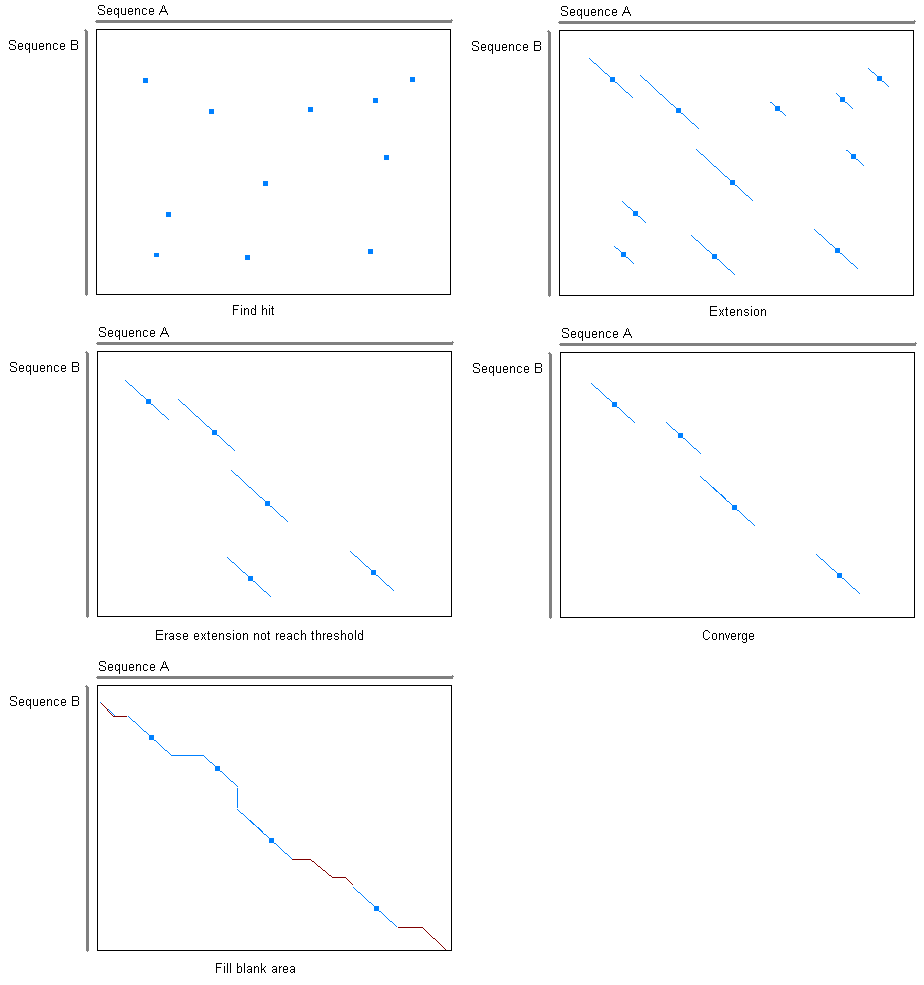 Sequence A
Sequence B
Find hit
Sequence A
Sequence B
Extension
Sequence A
Sequence B
Erase extension not reach threshold
Sequence A
Sequence B
Converge
Sequence A
Sequence B
Fill blank area